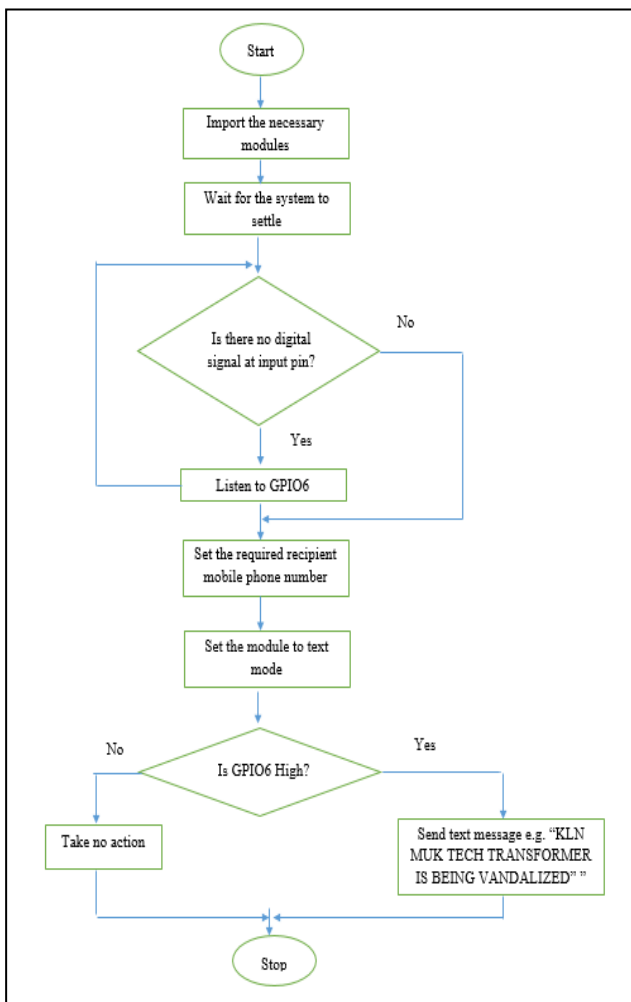 Start
Import the necessary
modules
Wait for the system to
settle
Is there no digital
signal at input pin?
No
Yes
Listen to GPIO6
Set the required recipient
mobile phone number
Set the module to text
mode
Is GPIO6 High?
No
Yes
Take no action
Send text message e.g. “KLN
MUK TECH TRANSFORMER
IS BEING VANDALIZED” ”
Stop